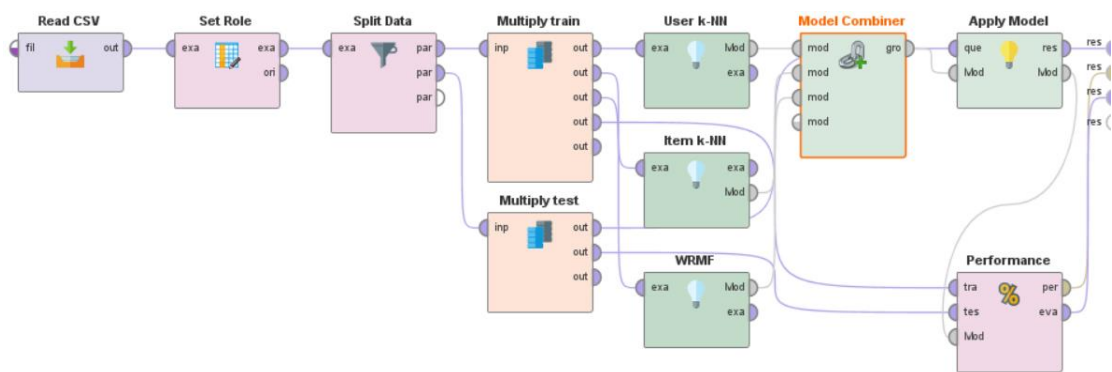 Read CSV
fil
out
Set Role
exa
exa
ori
Split Data
exa
par
par
par
Multiply train
inp
out
out
out
out
out
Multiply test
inp
out
out
out
User k-NN
exa
Mod
exa
Item k-NN
exa
exa
Mod
WRMF
exa
Mod
exa
Model Combiner
mod
mod
mod
mod
gro
Apply Model
que
Mod
res
Mod
Performance
tra
tes
Mod
%
per
eva
res
res
res
res